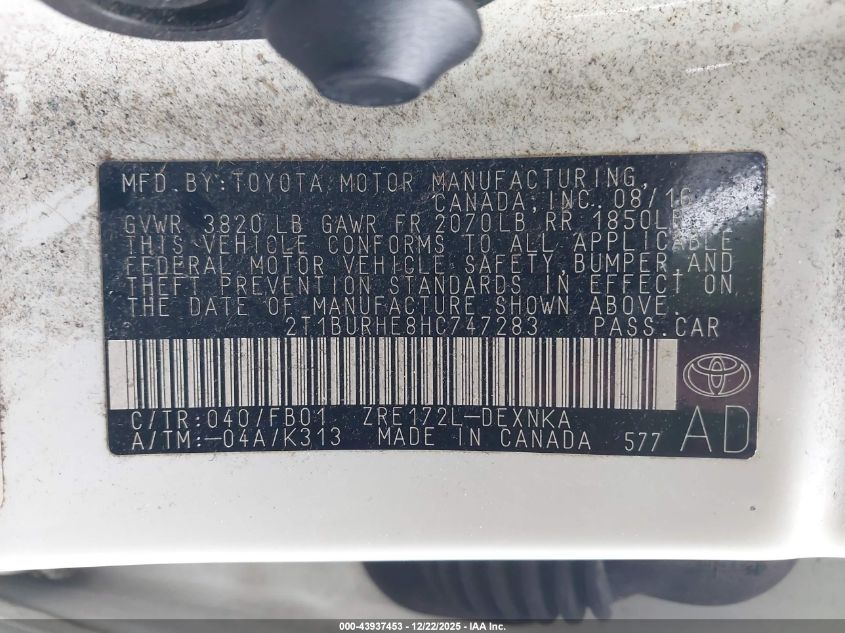 MFD. BY: TOYOTA MOTOR MANUFACTURING,
CANADA, INC. 08/16
GVWR 3820 LB GAWR FR 2070LB RR 1850LB
THIS VEHICLE CONFORMS TO ALL APPLICABLE
FEDERAL MOTOR VEHICLE SAFETY, BUMPER, AND
THEFT PREVENTION STANDARDS IN EFFECT ON
THE DATE OF MANUFACTURE SHOWN ABOVE.
2T1BURHE8HC747283 PASS. CAR
C/TR: 040/FB01 ZRE172L-DEXNKA
A/TM:-04A/K313 MADE IN CANADA 577 AD
000-43937453 - 12/22/2025 - IAA Inc.